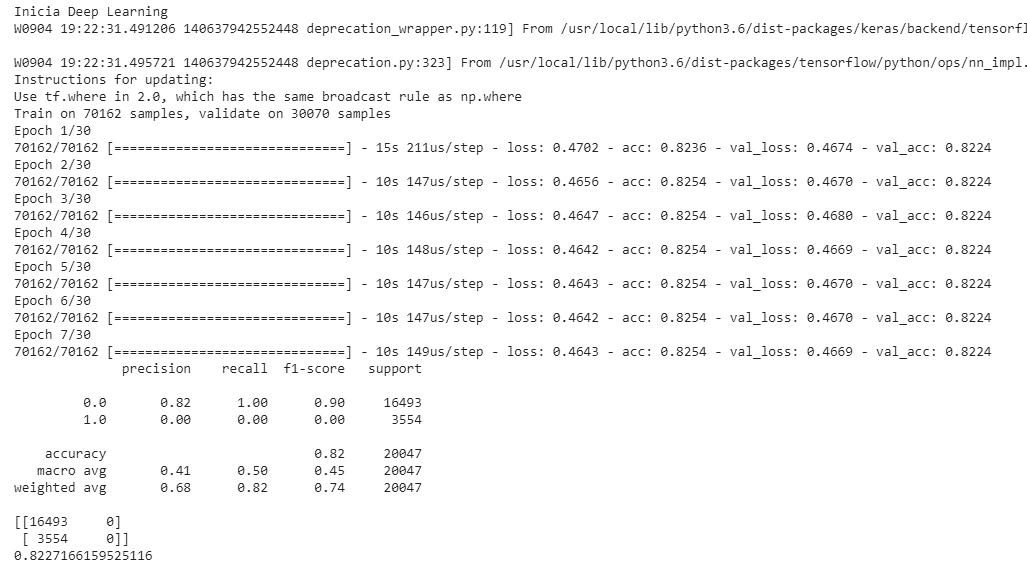 Inicia Deep Learning
W0904 19:22:31.491206 140637942552448 deprecation_wrapper.py:119] From /usr/local/lib/python3.6/dist-packages/keras/backend/tensorfl
W0904 19:22:31.495721 140637942552448 deprecation.py:323] From /usr/local/lib/python3.6/dist-packages/tensorflow/python/ops/nn_impl.
Instructions for updating:
Use tf.where in 2.0, which has the same broadcast rule as np.where
Train on 70162 samples, validate on 30070 samples
Epoch 1/30
70162/70162 [==============================] - 15s 211us/step - loss: 0.4702 - acc: 0.8236 - val_loss: 0.4674 - val_acc: 0.8224
Epoch 2/30
70162/70162 [==============================] - 10s 147us/step - loss: 0.4656 - acc: 0.8254 - val_loss: 0.4670 - val_acc: 0.8224
Epoch 3/30
70162/70162 [==============================] - 10s 146us/step - loss: 0.4647 - acc: 0.8254 - val_loss: 0.4680 - val_acc: 0.8224
Epoch 4/30
70162/70162 [==============================] - 10s 148us/step - loss: 0.4642 - acc: 0.8254 - val_loss: 0.4669 - val_acc: 0.8224
Epoch 5/30
70162/70162 [==============================] - 10s 147us/step - loss: 0.4643 - acc: 0.8254 - val_loss: 0.4670 - val_acc: 0.8224
Epoch 6/30
70162/70162 [==============================] - 10s 147us/step - loss: 0.4642 - acc: 0.8254 - val_loss: 0.4670 - val_acc: 0.8224
Epoch 7/30
70162/70162 [==============================] - 10s 149us/step - loss: 0.4643 - acc: 0.8254 - val_loss: 0.4669 - val_acc: 0.8224
precision recall f1-score support
0.0 0.82 1.00 0.90 16493
1.0 0.00 0.00 0.00 3554
accuracy 0.82 20047
macro avg 0.41 0.50 0.45 20047
weighted avg 0.68 0.82 0.74 20047
[[16493 0]
[ 3554 0]]
0.8227166159525116